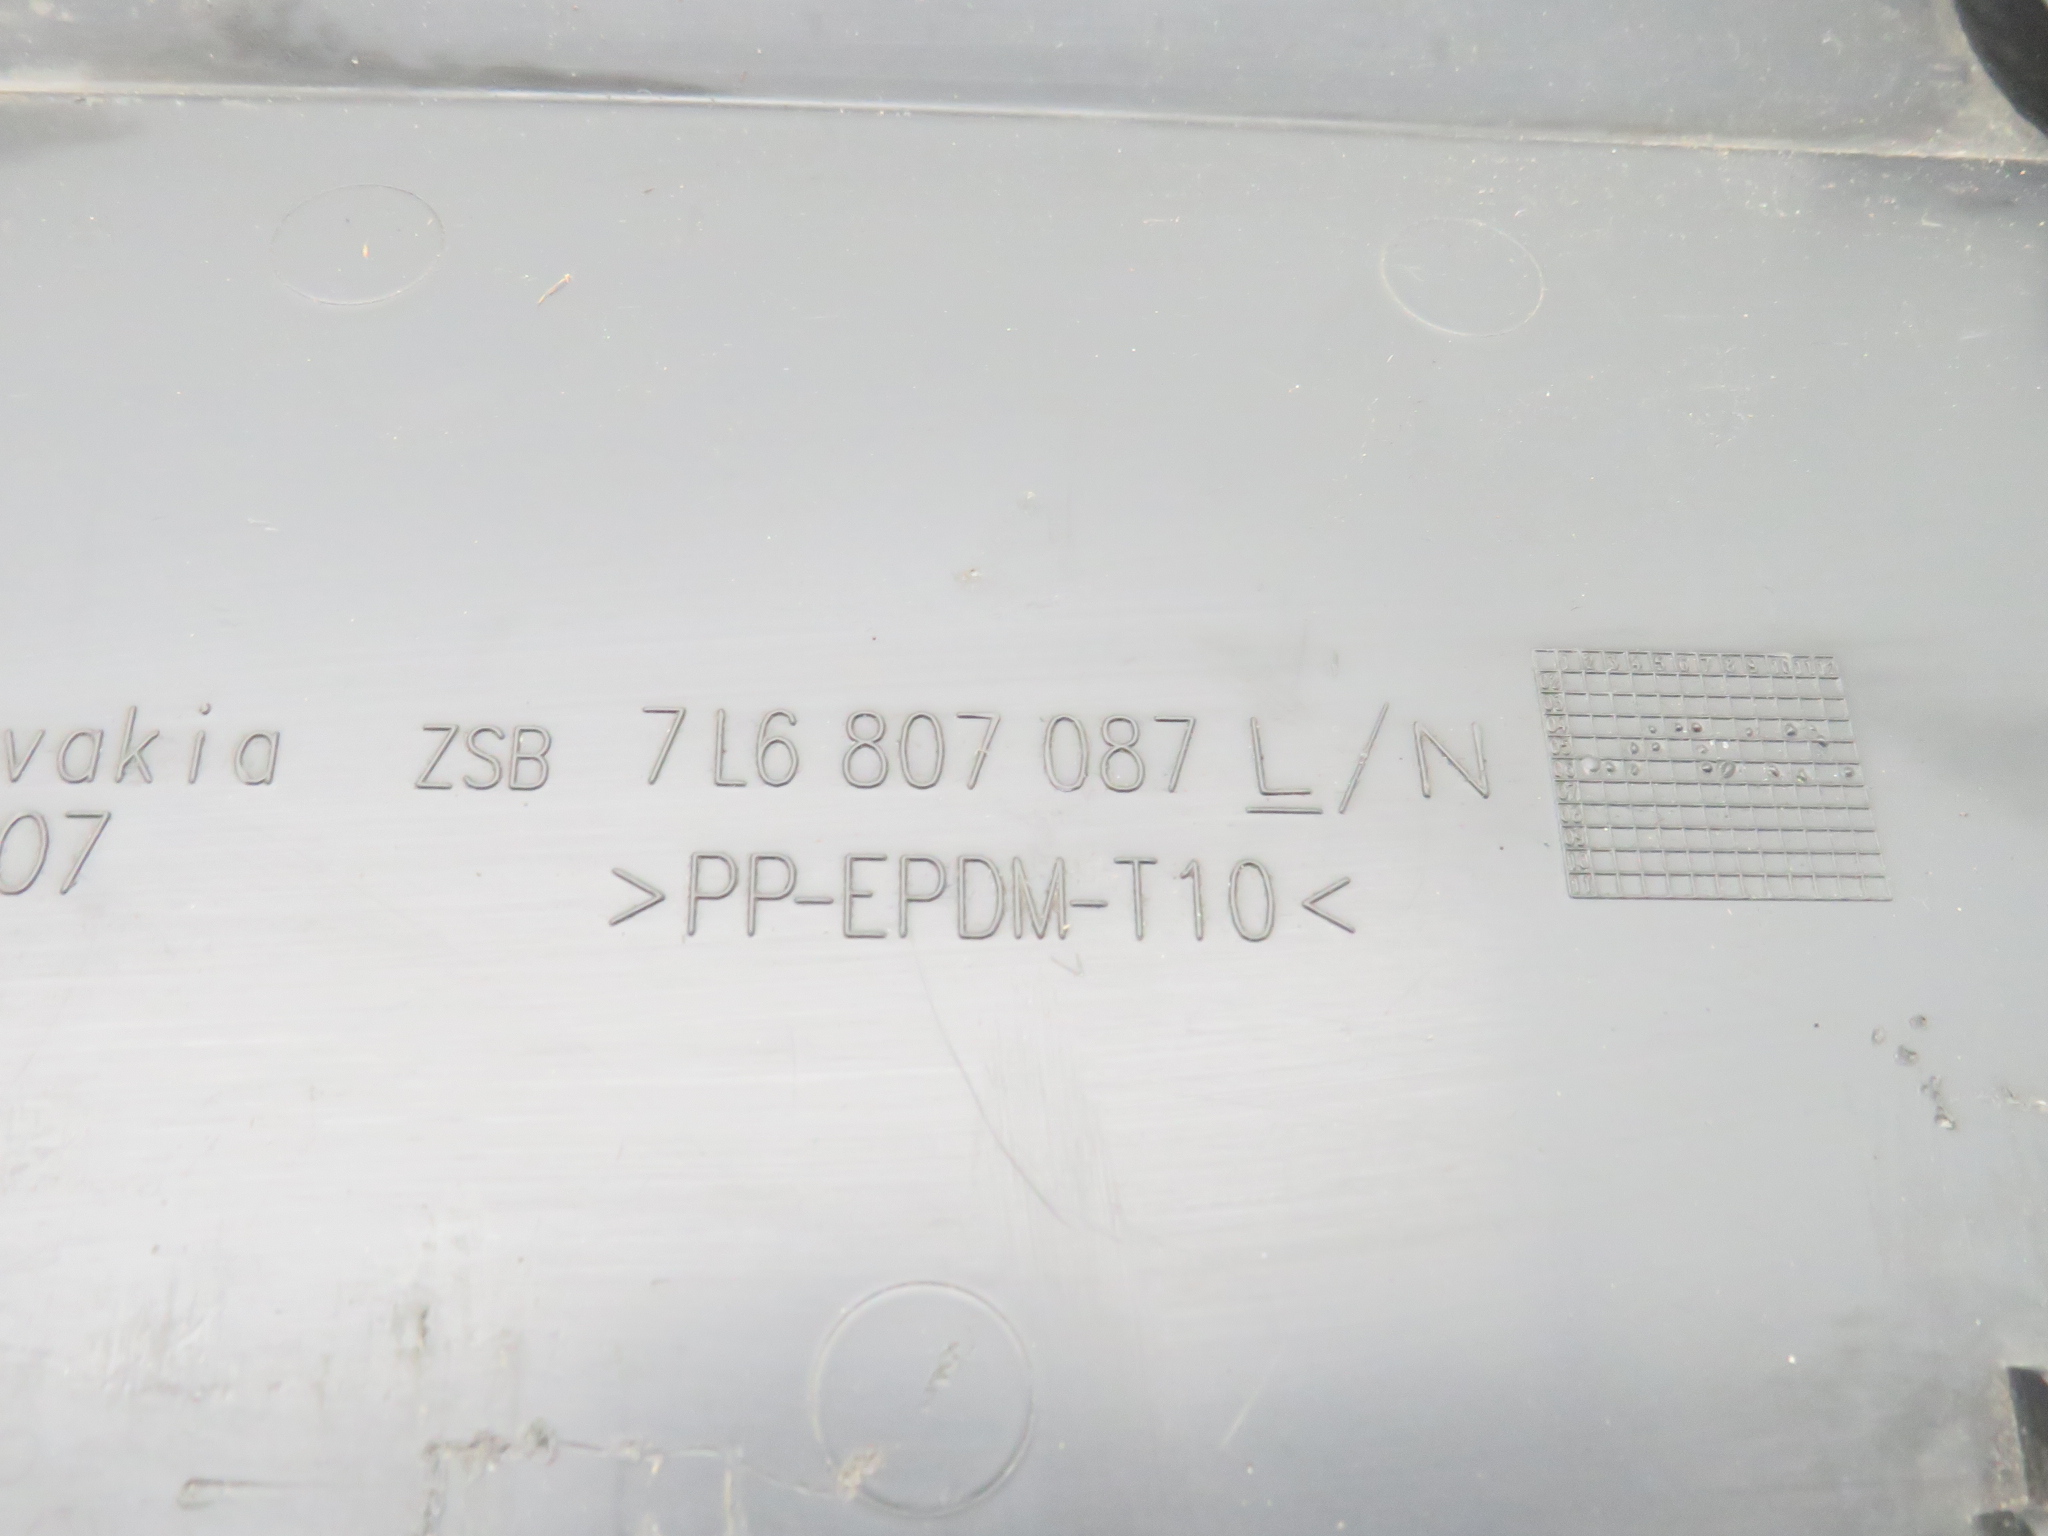 vakia ZSB 7L6 807 087 L/N
07
>PP-EPDM-T10<